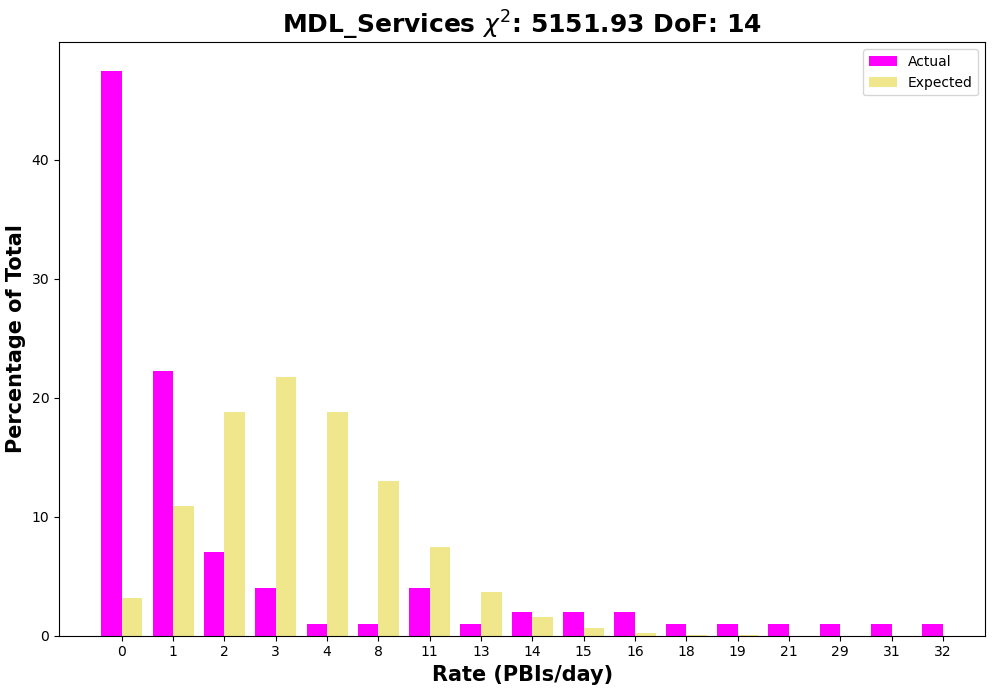 MDL_Services χ²: 5151.93 DoF: 14
Actual
Expected
Percentage of Total
40
30
20
10
0
0 1 2 3 4 8 11 13 14 15 16 18 19 21 29 31 32
Rate (PBIs/day)